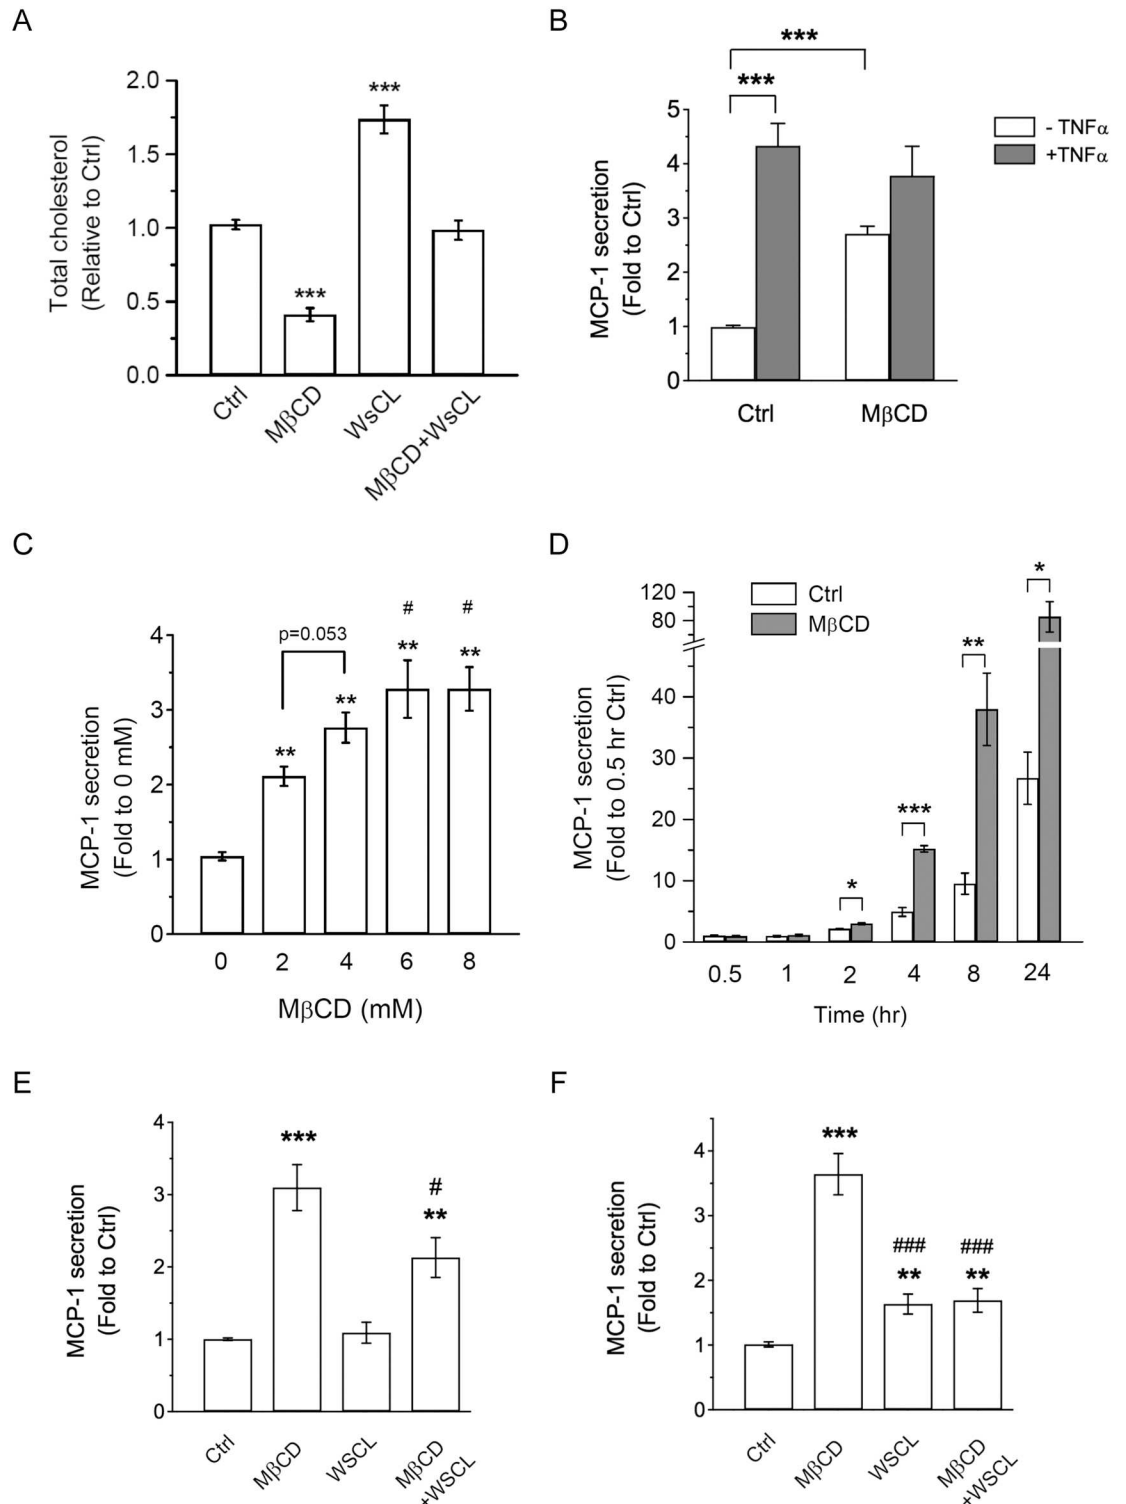 A
Total cholesterol
(Relative to Ctrl)
2.0
1.5
1.0
0.5
0.0
***
***
Ctrl
MβCD
WsCL
MβCD+WsCL
B
MCP-1 secretion
(Fold to Ctrl)
5
4
3
2
1
0
***
***
- TNFα
+TNFα
Ctrl
MβCD
C
MCP-1 secretion
(Fold to 0 mM)
4
3
2
1
0
p=0.053
# #
** ** ** **
0 2 4 6 8
MβCD (mM)
D
MCP-1 secretion
(Fold to 0.5 hr Ctrl)
120
80
40
30
20
10
0
Ctrl
MβCD
* *** ** *
0.5 1 2 4 8 24
Time (hr)
E
MCP-1 secretion
(Fold to Ctrl)
4
3
2
1
0
***
#
**
Ctrl
MβCD
WSCL
MβCD
+WSCL
F
MCP-1 secretion
(Fold to Ctrl)
4
3
2
1
0
***
### ###
** **
Ctrl
MβCD
WSCL
MβCD
+WSCL